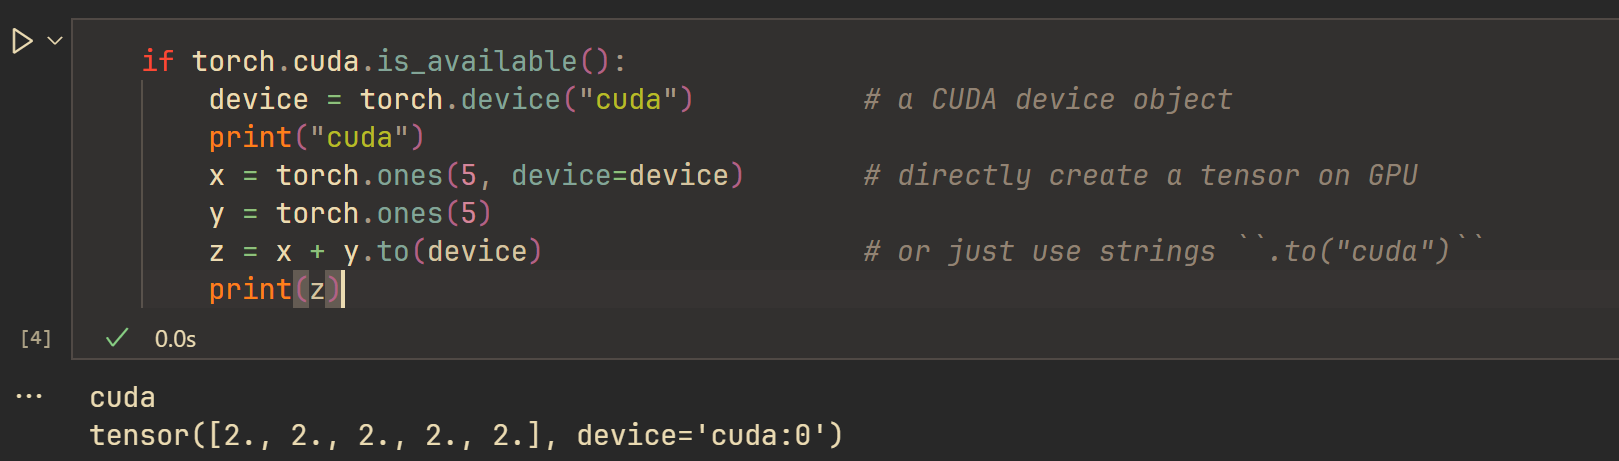 if torch.cuda.is_available():
    device = torch.device("cuda")          # a CUDA device object
    print("cuda")
    x = torch.ones(5, device=device)       # directly create a tensor on GPU
    y = torch.ones(5)
    z = x + y.to(device)                   # or just use strings ``.to("cuda")``
    print(z)
[4] 0.0s
... cuda
tensor([2., 2., 2., 2., 2.], device='cuda:0')